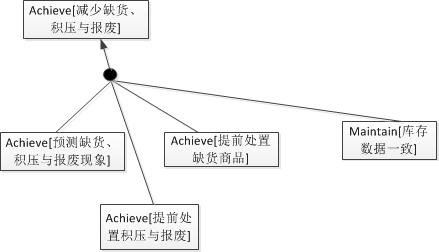 Achieve[减少缺货、
积压与报废]
Achieve[预测缺货、
积压与报废现象]
Achieve[提前处置
缺货商品]
Maintain[库存
数据一致]
Achieve[提前处
置积压与报废]